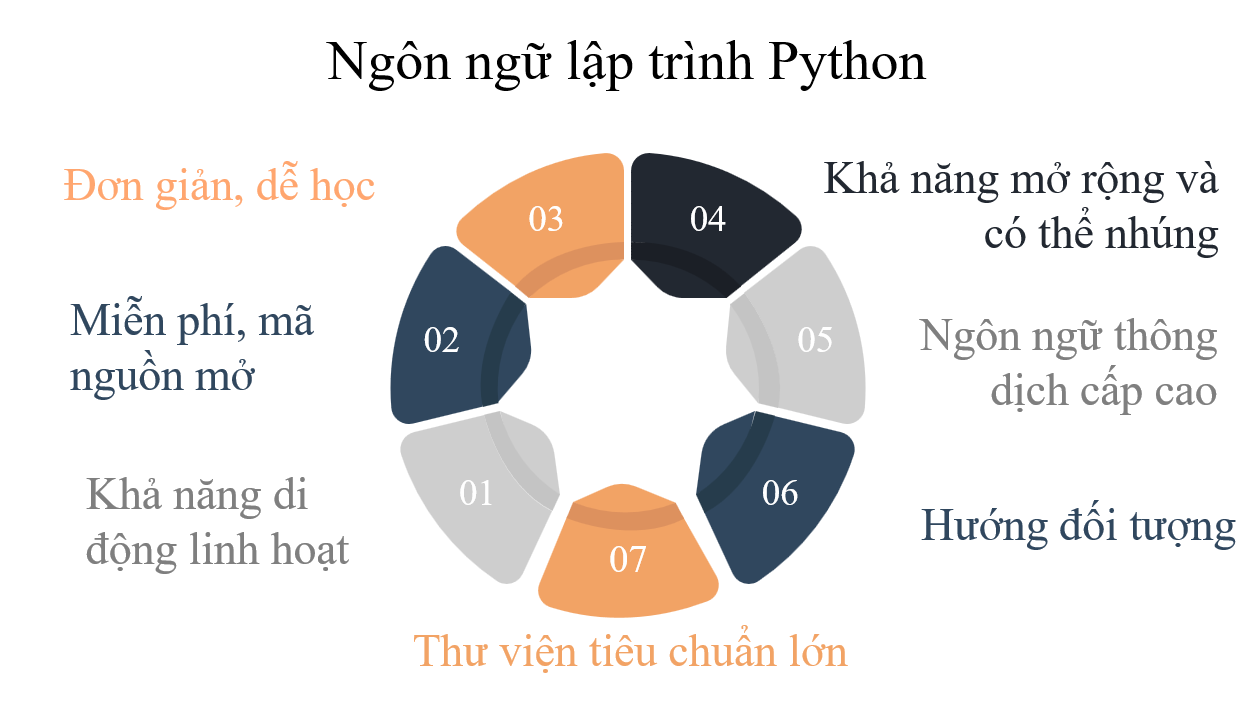 Ngôn ngữ lập trình Python
Đơn giản, dễ học
03
04
Khả năng mở rộng và
có thể nhúng
Miễn phí, mã
nguồn mở
02
05
Ngôn ngữ thông
dịch cấp cao
Khả năng di
động linh hoạt
01
06
Hướng đối tượng
07
Thư viện tiêu chuẩn lớn